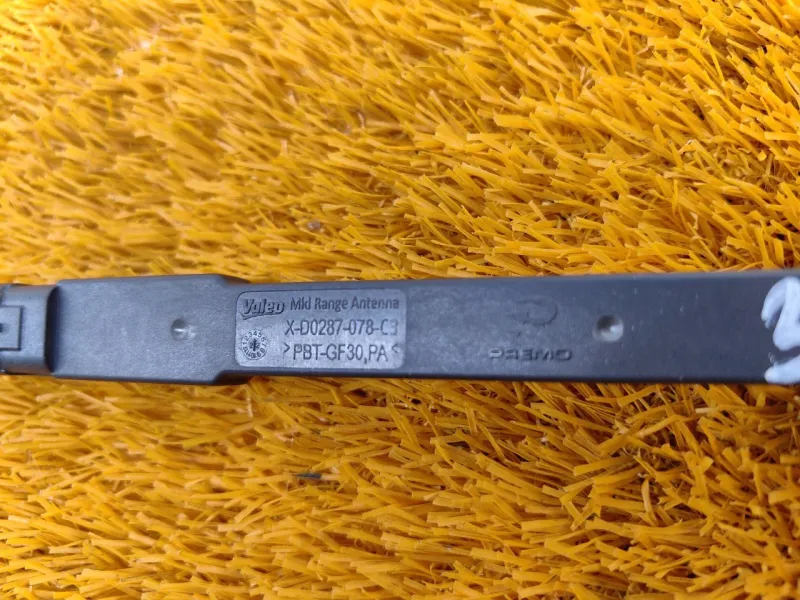 Valeo Mid Range Antenna
X-D0287-078-C3
>PBT-GF30,PA<
PREMO